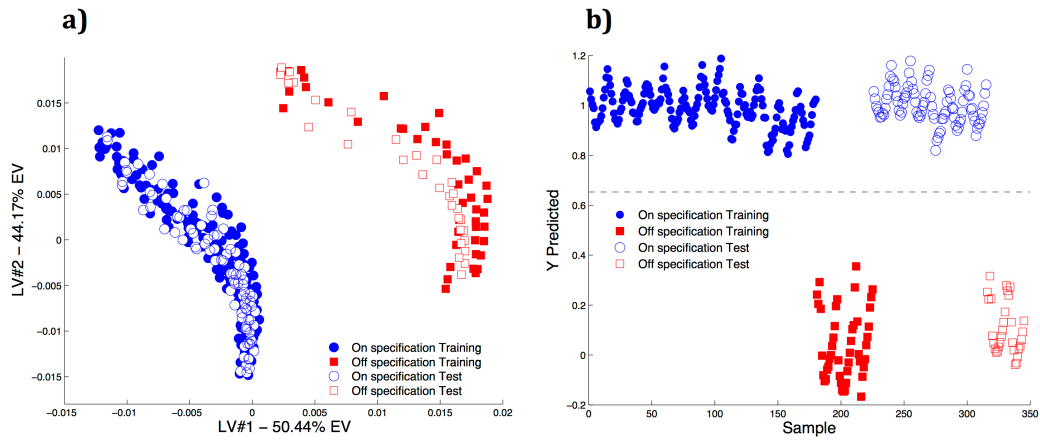 a)
LV#2 – 44.17% EV
0.015
0.01
0.005
0
−0.005
−0.01
−0.015
−0.015
−0.01
−0.005
0
0.005
0.01
0.015
0.02
LV#1 – 50.44% EV
On specification Training
Off specification Training
On specification Test
Off specification Test
b)
Y Predicted
1.2
1
0.8
0.6
0.4
0.2
0
−0.2
0
50
100
150
200
250
300
350
Sample
On specification Training
Off specification Training
On specification Test
Off specification Test